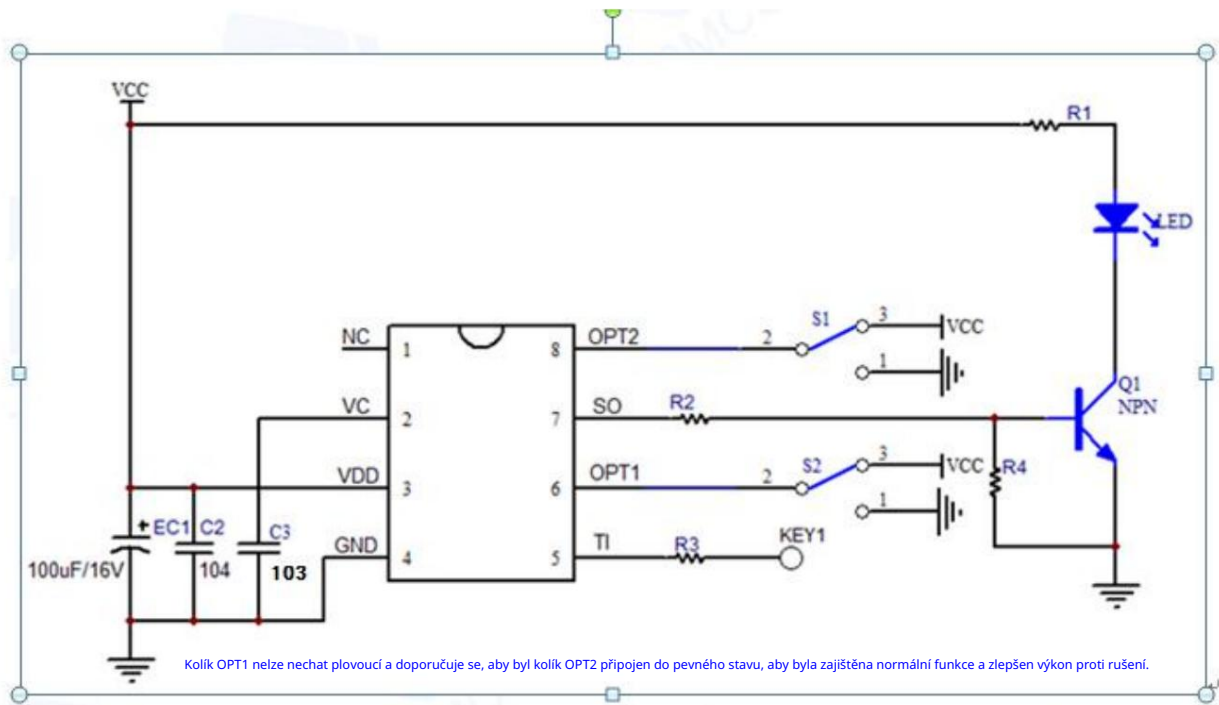 VCC
R1
LED
NC 1 8 OPT2 2 S1 3 VCC
1
Q1
NPN
VC 2 7 SO R2
VDD 3 6 OPT1 2 S2 3 VCC R4
1
+ EC1 C2 C3
GND 4 5 TI R3 KEY1
100uF/16V 104 103
Kolík OPT1 nelze nechat plovoucí a doporučuje se, aby byl kolík OPT2 připojen do pevného stavu, aby byla zajištěna normální funkce a zlepšen výkon proti rušení.